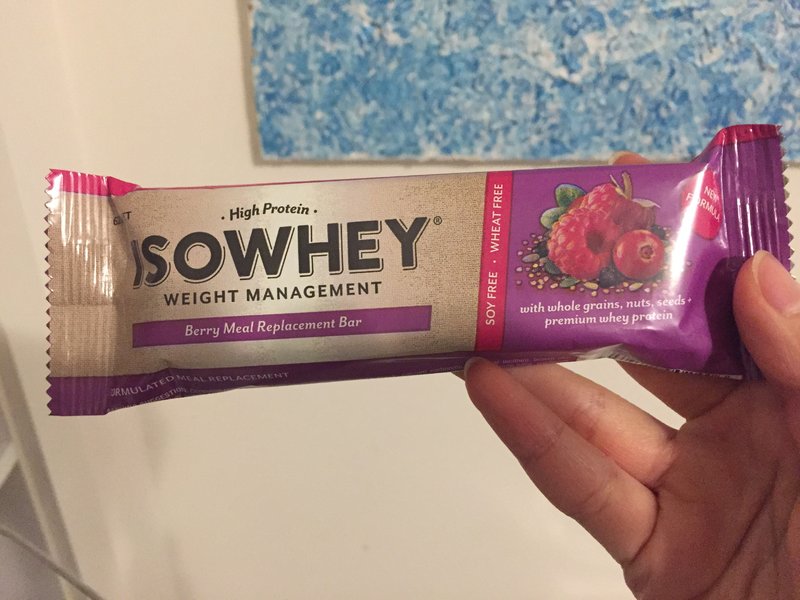 · High Protein ·
ISOWHEY®
WEIGHT MANAGEMENT
Berry Meal Replacement Bar
SOY FREE · WHEAT FREE
NEW
FORMULA
with whole grains, nuts, seeds +
premium whey protein
FORMULATED MEAL REPLACEMENT